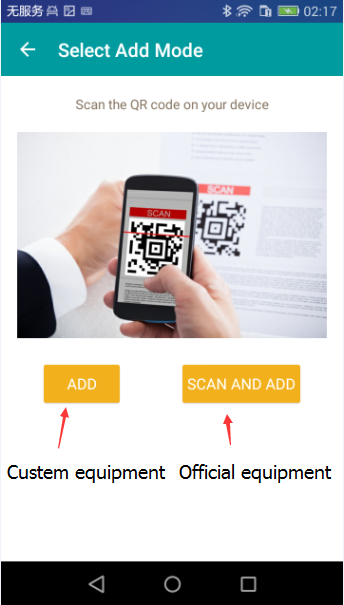 无服务 02:17
Select Add Mode
Scan the QR code on your device
SCAN
SCAN
ADD SCAN AND ADD
Custem equipment Official equipment